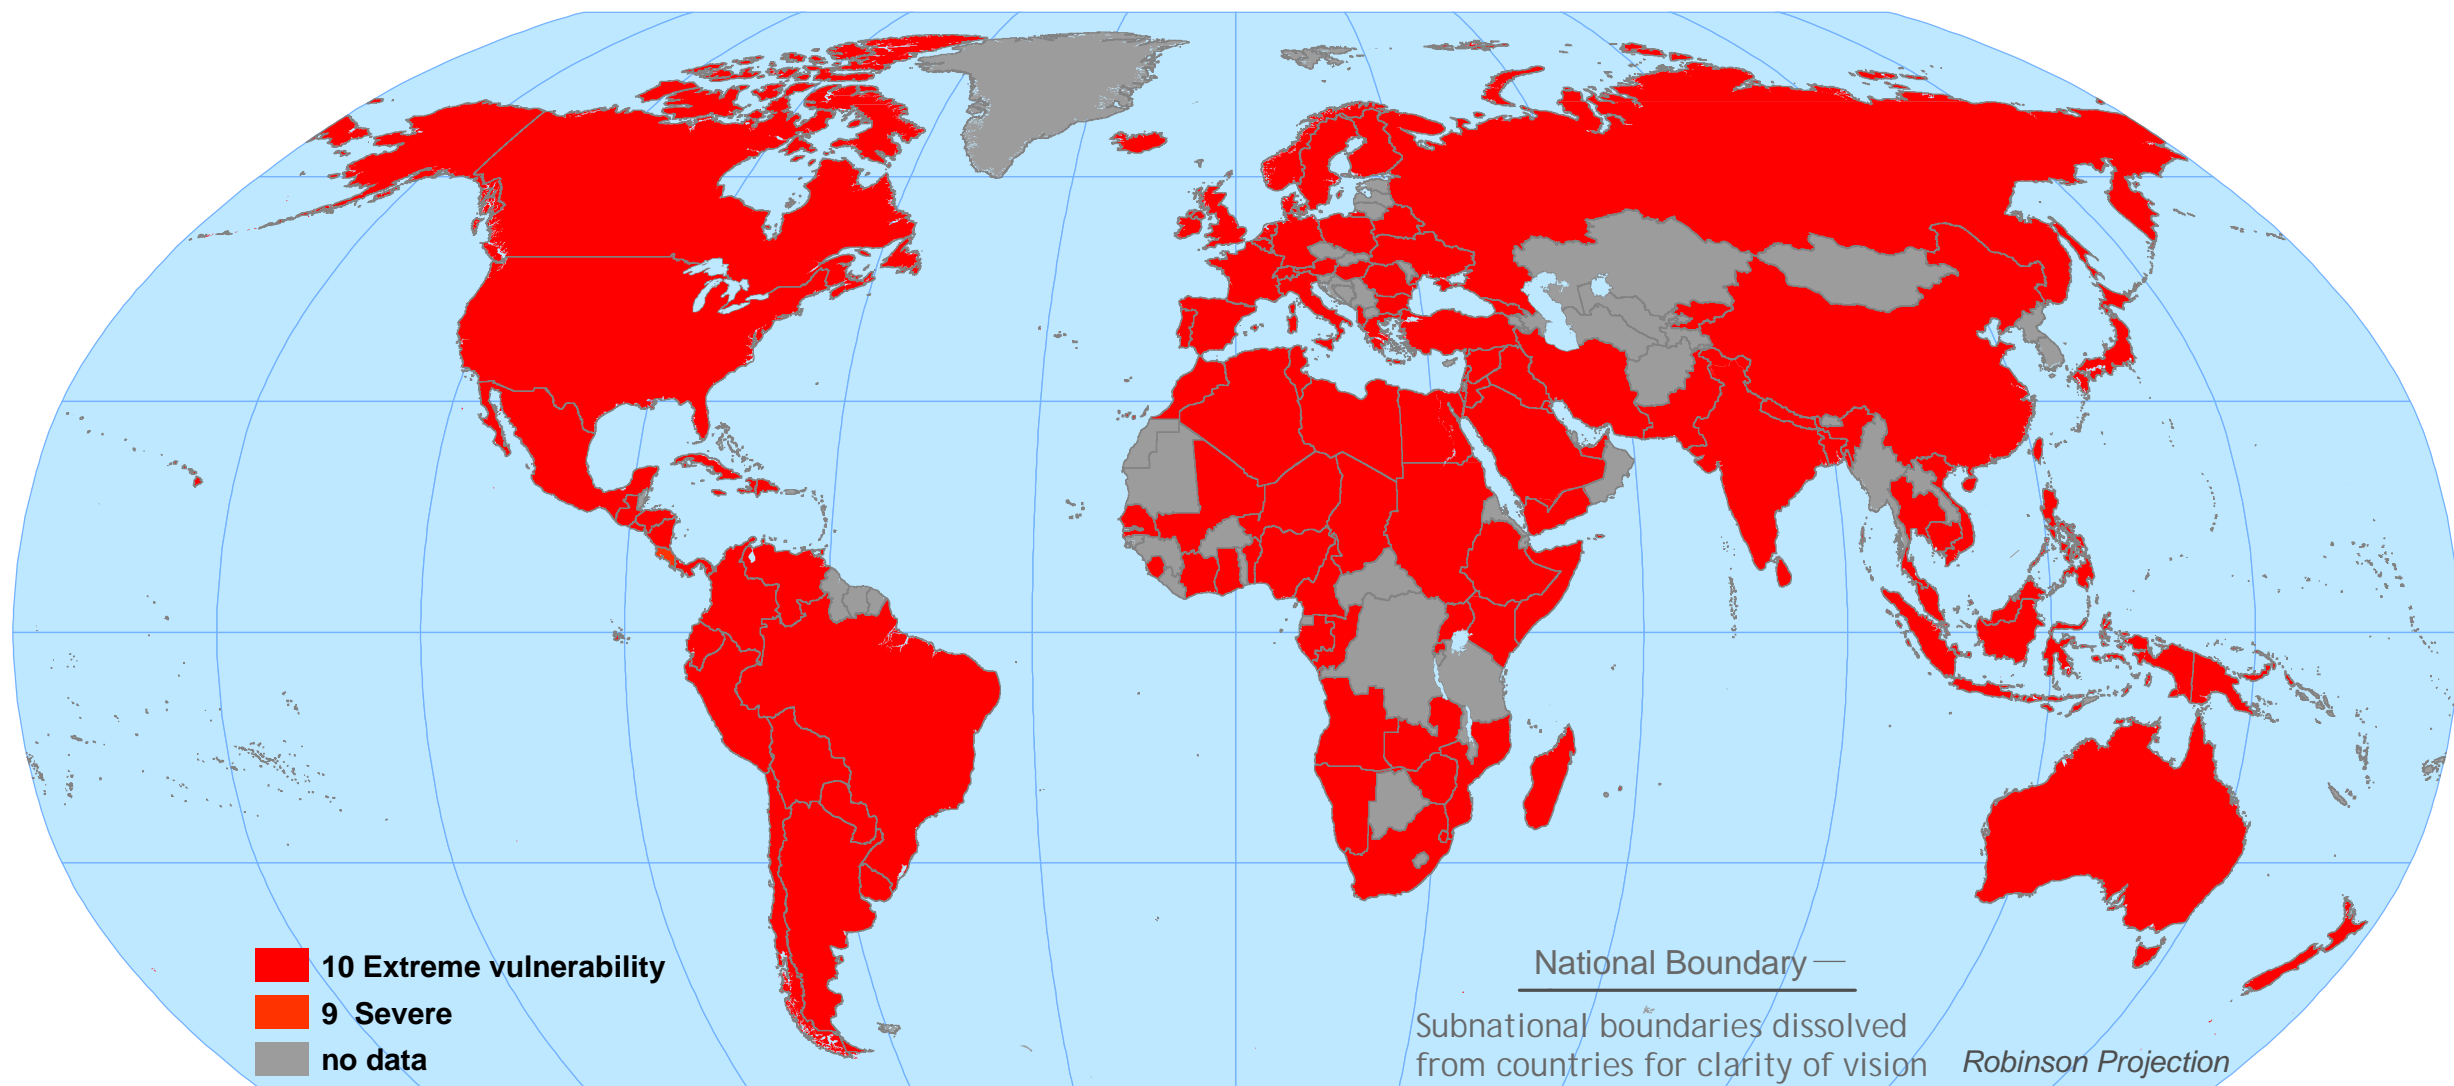 10 Extreme vulnerability
9 Severe
no data
National Boundary
Subnational boundaries dissolved
from countries for clarity of vision
Robinson Projection